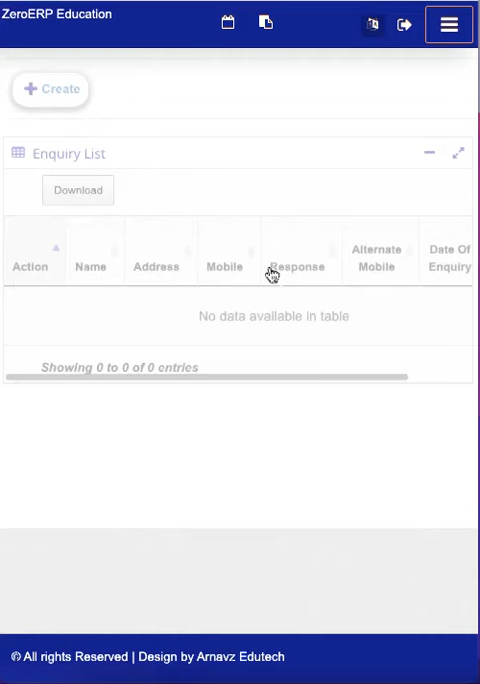 ZeroERP Education
Create
Enquiry List
Download
Action Name Address Mobile Response Alternate Mobile Date Of Enquiry
No data available in table
Showing 0 to 0 of 0 entries
© All rights Reserved | Design by Arnavz Edutech